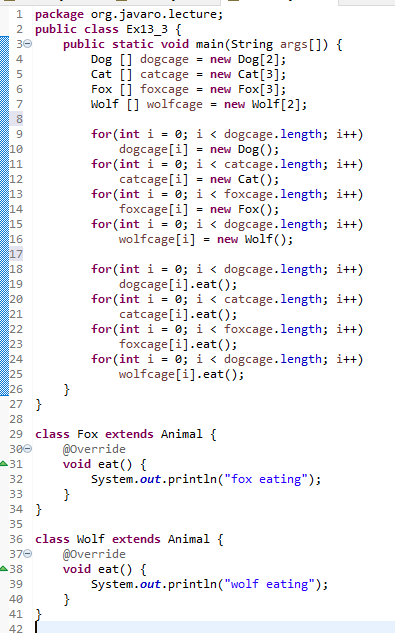 1 package org.javaro.lecture;
2 public class Ex13_3 {
3 public static void main(String args[]) {
4 Dog [] dogcage = new Dog[2];
5 Cat [] catcage = new Cat[3];
6 Fox [] foxcage = new Fox[3];
7 Wolf [] wolfcage = new Wolf[2];
8
9 for(int i = 0; i < dogcage.length; i++)
10 dogcage[i] = new Dog();
11 for(int i = 0; i < catcage.length; i++)
12 catcage[i] = new Cat();
13 for(int i = 0; i < foxcage.length; i++)
14 foxcage[i] = new Fox();
15 for(int i = 0; i < dogcage.length; i++)
16 wolfcage[i] = new Wolf();
17
18 for(int i = 0; i < dogcage.length; i++)
19 dogcage[i].eat();
20 for(int i = 0; i < catcage.length; i++)
21 catcage[i].eat();
22 for(int i = 0; i < foxcage.length; i++)
23 foxcage[i].eat();
24 for(int i = 0; i < dogcage.length; i++)
25 wolfcage[i].eat();
26 }
27 }
28
29 class Fox extends Animal {
30 @Override
31 void eat() {
32 System.out.println("fox eating");
33 }
34 }
35
36 class Wolf extends Animal {
37 @Override
38 void eat() {
39 System.out.println("wolf eating");
40 }
41 }
42